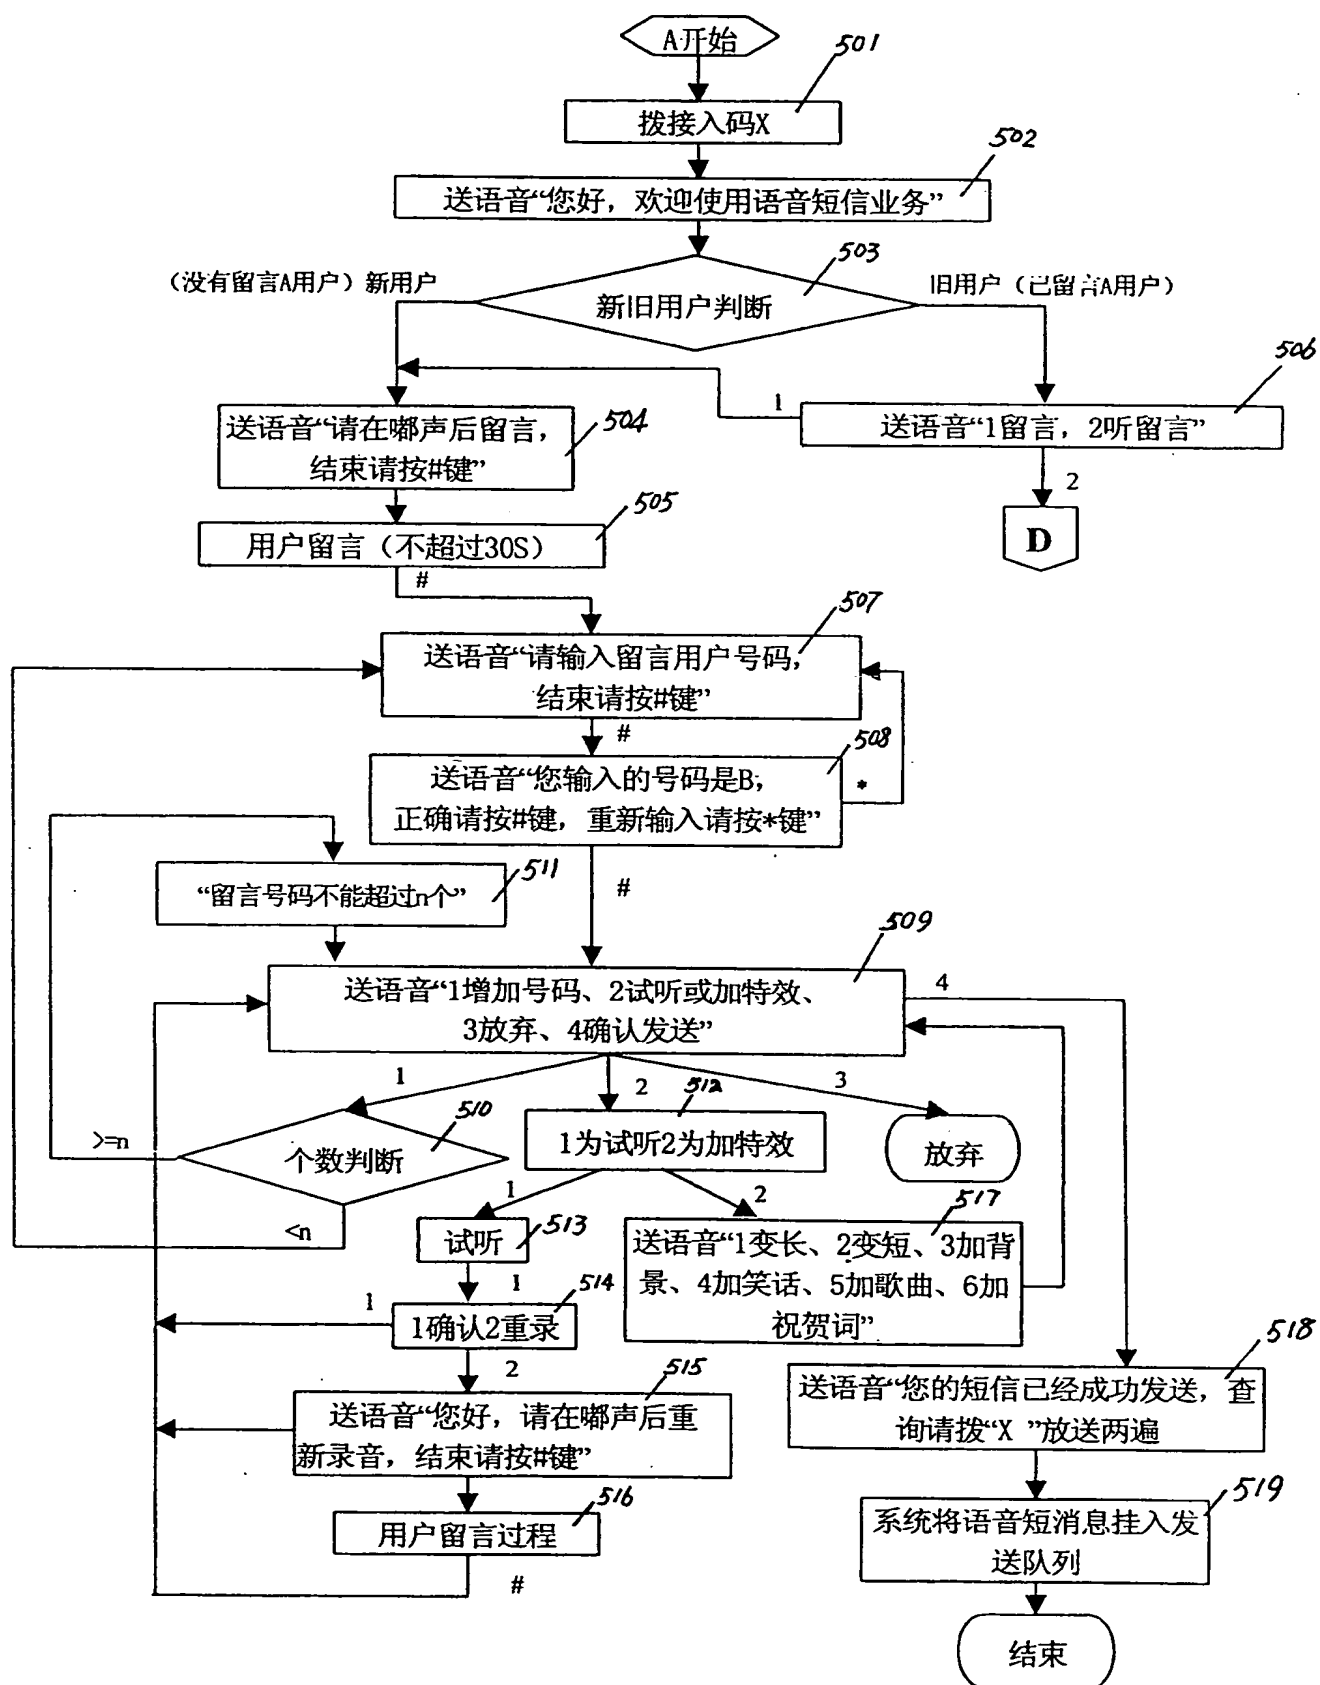 A开始
501
拨接入码X
502
送语音“您好，欢迎使用语音短信业务”
503
（没有留言A用户）新用户
新旧用户判断
旧用户（已留言A用户）
506
1
送语音“1留言，2听留言”
2
D
504
送语音“请在嘟声后留言，
结束请按#键”
505
用户留言（不超过30S）
#
507
送语音“请输入留言用户号码，
结束请按#键”
#
508
送语音“您输入的号码是B，
正确请按#键，重新输入请按*键”
*
#
511
“留言号码不能超过n个”
509
送语音“1增加号码、2试听或加特效、
3放弃、4确认发送”
4
1
2
3
510
个数判断
>=n
<n
512
1为试听2为加特效
放弃
1
2
513
试听
517
送语音“1变长、2变短、3加背
景、4加笑话、5加歌曲、6加
祝贺词”
1
514
1
1确认2重录
2
515
送语音“您好，请在嘟声后重
新录音，结束请按#键”
516
用户留言过程
#
518
送语音“您的短信已经成功发送，查
询请拨“X ”放送两遍
519
系统将语音短消息挂入发
送队列
结束